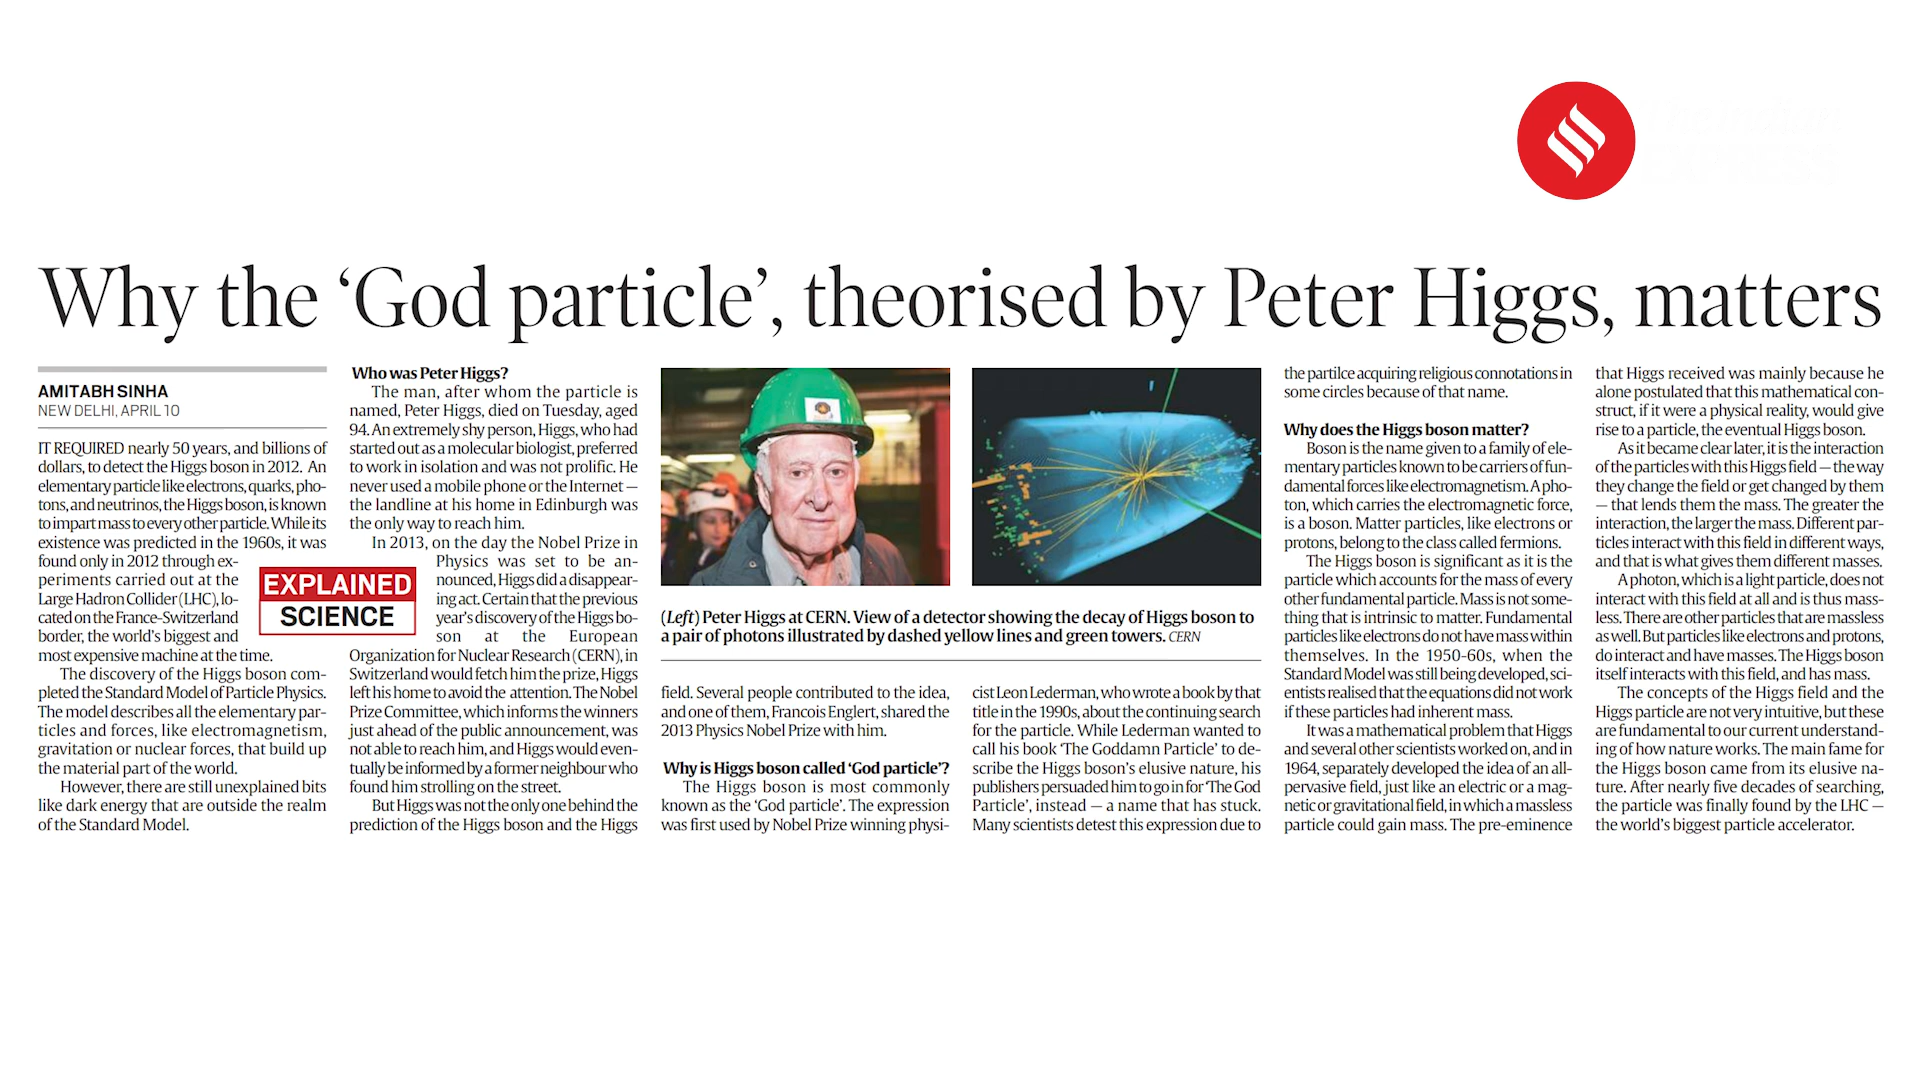 Why the ‘God particle’, theorised by Peter Higgs, matters
AMITABH SINHA
NEW DELHI, APRIL 10
IT REQUIRED nearly 50 years, and billions of
dollars, to detect the Higgs boson in 2012. An
elementary particle like electrons, quarks, pho-
tons, and neutrinos, the Higgs boson, is known
to impart mass to every other particle. While its
existence was predicted in the 1960s, it was
found only in 2012 through ex-
periments carried out at the
Large Hadron Collider (LHC), lo-
cated on the France-Switzerland
border, the world’s biggest and
most expensive machine at the time.
The discovery of the Higgs boson com-
pleted the Standard Model of Particle Physics.
The model describes all the elementary par-
ticles and forces, like electromagnetism,
gravitation or nuclear forces, that build up
the material part of the world.
However, there are still unexplained bits
like dark energy that are outside the realm
of the Standard Model.
EXPLAINED
SCIENCE
Who was Peter Higgs?
The man, after whom the particle is
named, Peter Higgs, died on Tuesday, aged
94. An extremely shy person, Higgs, who had
started out as a molecular biologist, preferred
to work in isolation and was not prolific. He
never used a mobile phone or the Internet —
the landline at his home in Edinburgh was
the only way to reach him.
In 2013, on the day the Nobel Prize in
Physics was set to be an-
nounced, Higgs did a disappear-
ing act. Certain that the previous
year’s discovery of the Higgs bo-
son at the European
Organization for Nuclear Research (CERN), in
Switzerland would fetch him the prize, Higgs
left his home to avoid the attention. The Nobel
Prize Committee, which informs the winners
just ahead of the public announcement, was
not able to reach him, and Higgs would even-
tually be informed by a former neighbour who
found him strolling on the street.
But Higgs was not the only one behind the
prediction of the Higgs boson and the Higgs
(Left) Peter Higgs at CERN. View of a detector showing the decay of Higgs boson to
a pair of photons illustrated by dashed yellow lines and green towers. CERN
field. Several people contributed to the idea,
and one of them, Francois Englert, shared the
2013 Physics Nobel Prize with him.
Why is Higgs boson called ‘God particle’?
The Higgs boson is most commonly
known as the ‘God particle’. The expression
was first used by Nobel Prize winning physi-
cist Leon Lederman, who wrote a book by that
title in the 1990s, about the continuing search
for the particle. While Lederman wanted to
call his book ‘The Goddamn Particle’ to de-
scribe the Higgs boson’s elusive nature, his
publishers persuaded him to go in for ‘The God
Particle’, instead — a name that has stuck.
Many scientists detest this expression due to
the partilce acquiring religious connotations in
some circles because of that name.
Why does the Higgs boson matter?
Boson is the name given to a family of ele-
mentary particles known to be carriers of fun-
damental forces like electromagnetism. A pho-
ton, which carries the electromagnetic force,
is a boson. Matter particles, like electrons or
protons, belong to the class called fermions.
The Higgs boson is significant as it is the
particle which accounts for the mass of every
other fundamental particle. Mass is not some-
thing that is intrinsic to matter. Fundamental
particles like electrons do not have mass within
themselves. In the 1950-60s, when the
Standard Model was still being developed, sci-
entists realised that the equations did not work
if these particles had inherent mass.
It was a mathematical problem that Higgs
and several other scientists worked on, and in
1964, separately developed the idea of an all-
pervasive field, just like an electric or a mag-
netic or gravitational field, in which a massless
particle could gain mass. The pre-eminence
that Higgs received was mainly because he
alone postulated that this mathematical con-
struct, if it were a physical reality, would give
rise to a particle, the eventual Higgs boson.
As it became clear later, it is the interaction
of the particles with this Higgs field — the way
they change the field or get changed by them
— that lends them the mass. The greater the
interaction, the larger the mass. Different par-
ticles interact with this field in different ways,
and that is what gives them different masses.
A photon, which is a light particle, does not
interact with this field at all and is thus mass-
less. There are other particles that are massless
as well. But particles like electrons and protons,
do interact and have masses. The Higgs boson
itself interacts with this field, and has mass.
The concepts of the Higgs field and the
Higgs particle are not very intuitive, but these
are fundamental to our current understand-
ing of how nature works. The main fame for
the Higgs boson came from its elusive na-
ture. After nearly five decades of searching,
the particle was finally found by the LHC —
the world’s biggest particle accelerator.